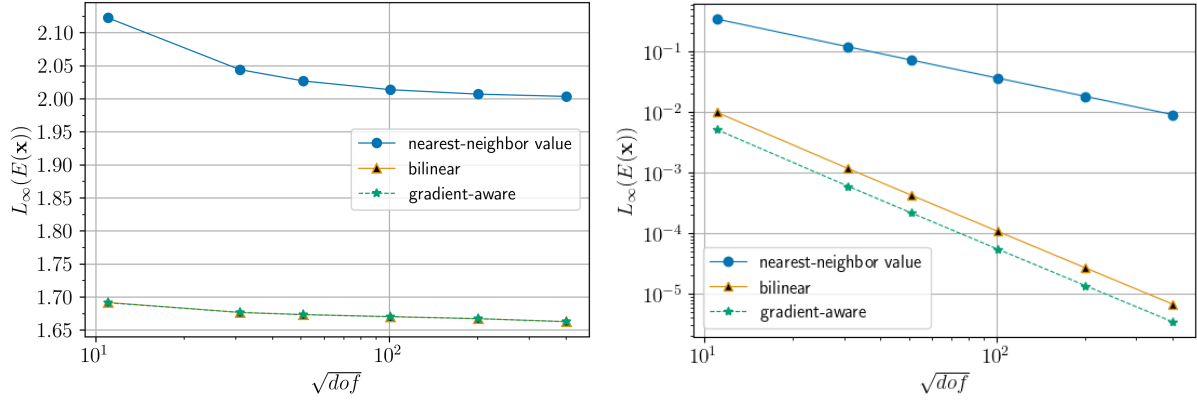 2.10
2.05
2.00
1.95
1.90
1.85
1.80
1.75
1.70
1.65
L∞(E(x))
nearest-neighbor value
bilinear
gradient-aware
10¹
10²
√dof
10⁻¹
10⁻²
10⁻³
10⁻⁴
10⁻⁵
L∞(E(x))
nearest-neighbor value
bilinear
gradient-aware
10¹
10²
√dof